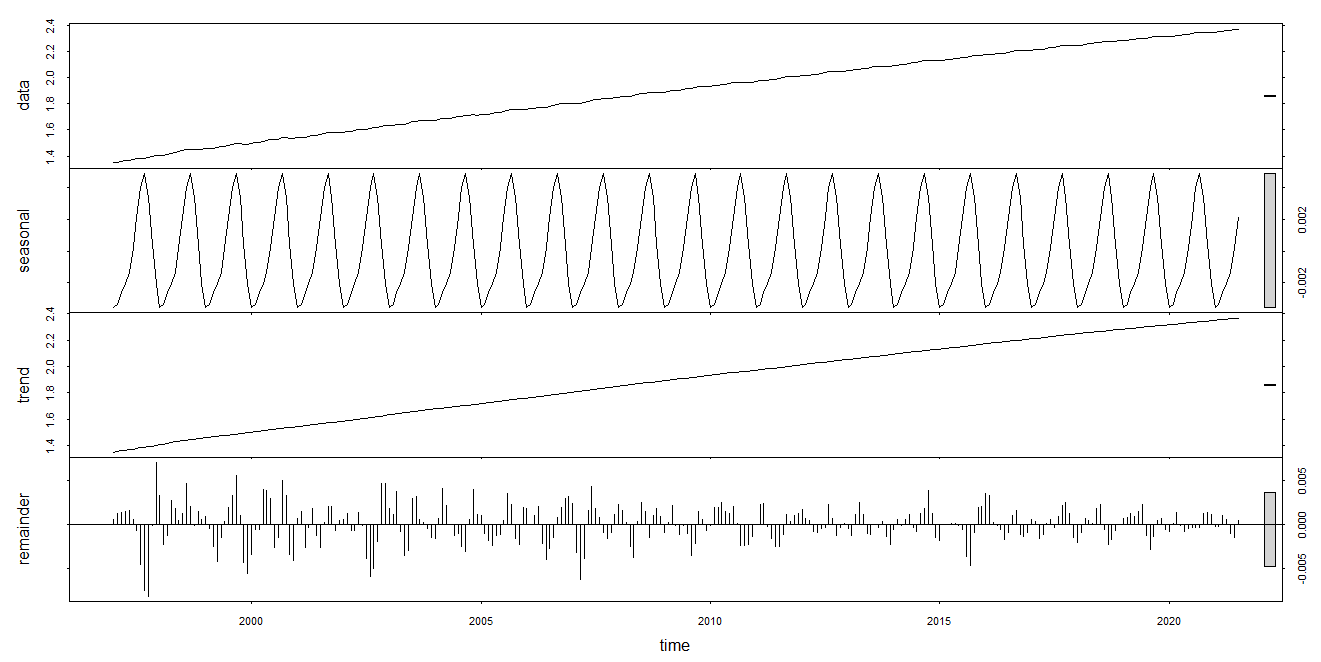 data
1.4 1.6 1.8 2.0 2.2 2.4
seasonal
-0.002 0.002
trend
1.4 1.6 1.8 2.0 2.2 2.4
remainder
-0.005 0.000 0.005
2000 2005 2010 2015 2020
time